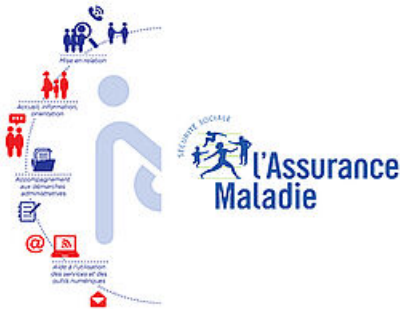 Mise en relation
Accueil, information,
orientation
Accompagnement
aux démarches
administratives
@
Aide à l'utilisation
des services et des
outils numériques
SÉCURITÉ SOCIALE
l'Assurance
Maladie